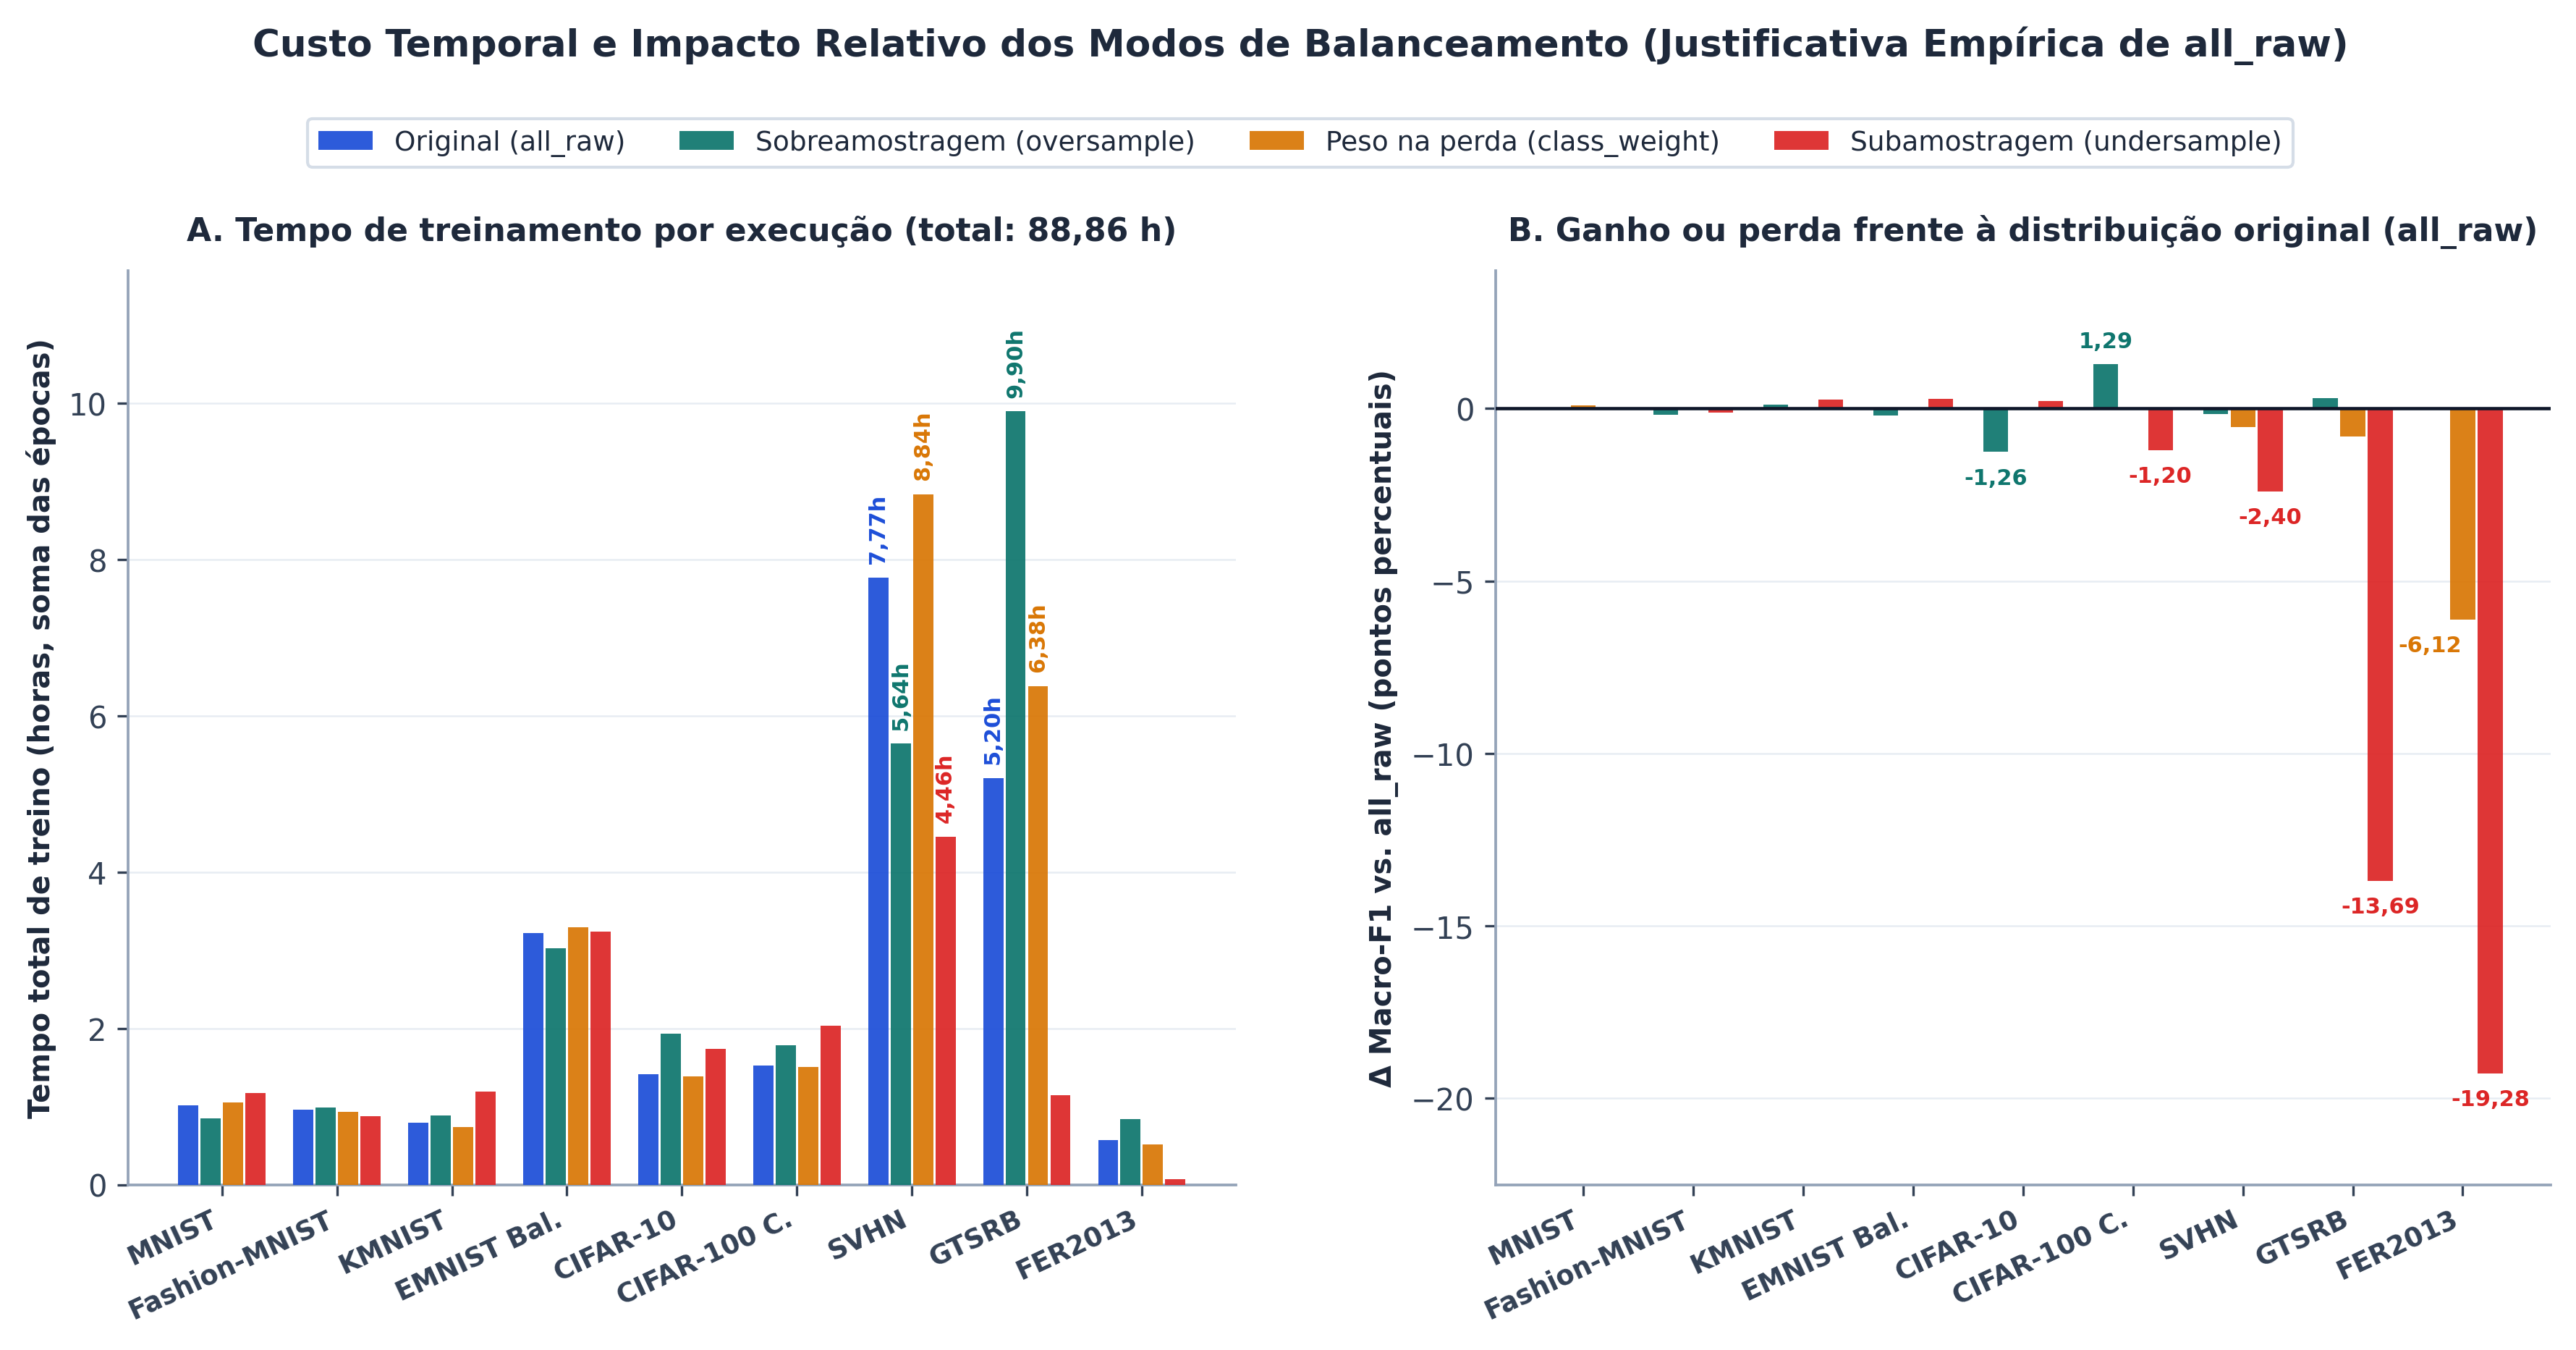 Custo Temporal e Impacto Relativo dos Modos de Balanceamento (Justificativa Empírica de all_raw)
Original (all_raw)
Sobreamostragem (oversample)
Peso na perda (class_weight)
Subamostragem (undersample)
A. Tempo de treinamento por execução (total: 88,86 h)
Tempo total de treino (horas, soma das épocas)
10
8
6
4
2
0
7,77h
5,64h
8,84h
4,46h
5,20h
9,90h
6,38h
MNIST
Fashion-MNIST
KMNIST
EMNIST Bal.
CIFAR-10
CIFAR-100 C.
SVHN
GTSRB
FER2013
B. Ganho ou perda frente à distribuição original (all_raw)
Δ Macro-F1 vs. all_raw (pontos percentuais)
0
−5
−10
−15
−20
-1,26
1,29
-1,20
-2,40
-13,69
-6,12
-19,28
MNIST
Fashion-MNIST
KMNIST
EMNIST Bal.
CIFAR-10
CIFAR-100 C.
SVHN
GTSRB
FER2013